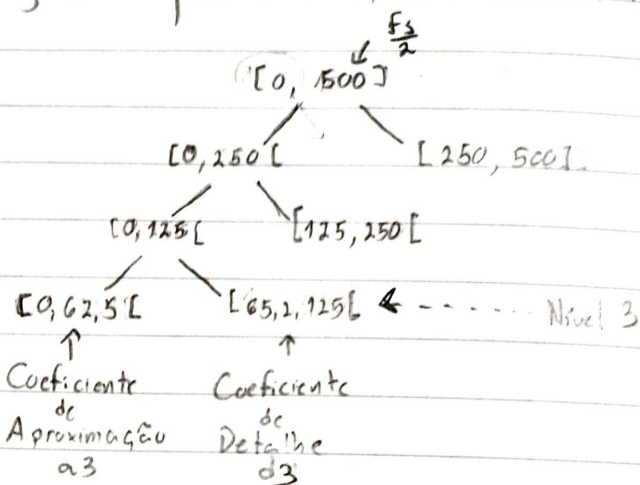 Fs/2
[0, 500]
[0, 250[ [250, 500].
[0, 125[ [125, 250[
[0, 62,5[ [65,2, 125[ Nível 3
Coeficiente Coeficiente
de de
Aproximação Detalhe
a3 d3